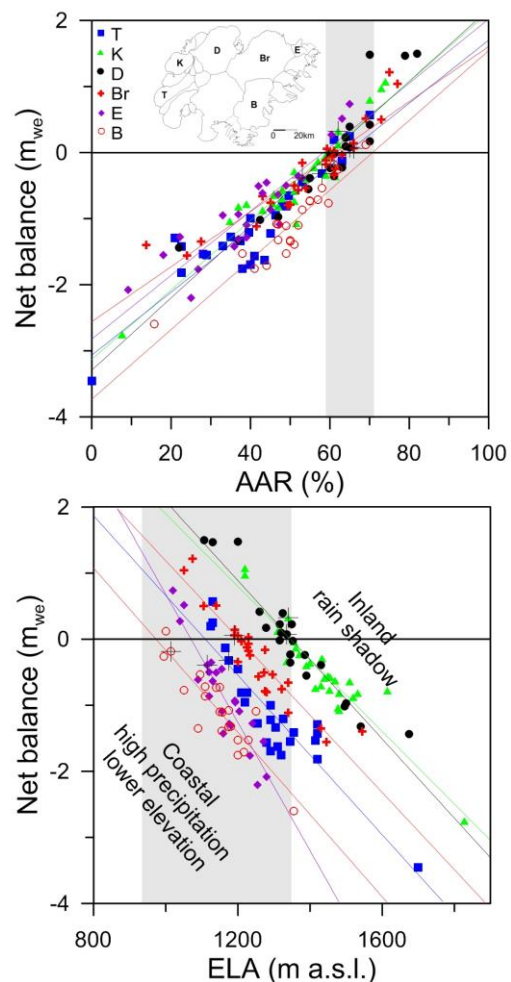 T
K
D
Br
E
B
D
Br
E
K
T
B
0 20km
2
0
-2
-4
Net balance (mwe)
0 20 40 60 80 100
AAR (%)
2
0
-2
-4
Net balance (mwe)
Inland
rain shadow
Coastal
high precipitation
lower elevation
800 1200 1600
ELA (m a.s.l.)